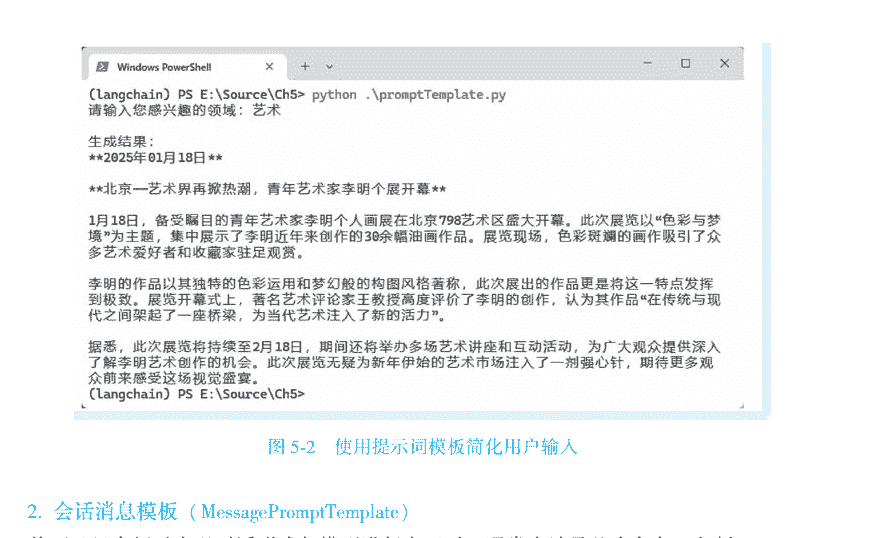 Windows PowerShell
(langchain) PS E:\Source\Ch5> python .\promptTemplate.py
请输入您感兴趣的领域：艺术
生成结果：
**2025年01月18日**
**北京——艺术界再掀热潮，青年艺术家李明个展开幕**
1月18日，备受瞩目的青年艺术家李明个人画展在北京798艺术区盛大开幕。此次展览以“色彩与梦
境”为主题，集中展示了李明近年来创作的30余幅油画作品。展览现场，色彩斑斓的画作吸引了众
多艺术爱好者和收藏家驻足观赏。
李明的作品以其独特的色彩运用和梦幻般的构图风格著称，此次展出的作品更是将这一特点发挥
到极致。展览开幕式上，著名艺术评论家王教授高度评价了李明的创作，认为其作品“在传统与现
代之间架起了一座桥梁，为当代艺术注入了新的活力”。
据悉，此次展览将持续至2月18日，期间还将举办多场艺术讲座和互动活动，为广大观众提供深入
了解李明艺术创作的机会。此次展览无疑为新年伊始的艺术市场注入了一剂强心针，期待更多观
众前来感受这场视觉盛宴。
(langchain) PS E:\Source\Ch5>
图 5-2 使用提示词模板简化用户输入
2. 会话消息模板（MessagePromptTemplate）